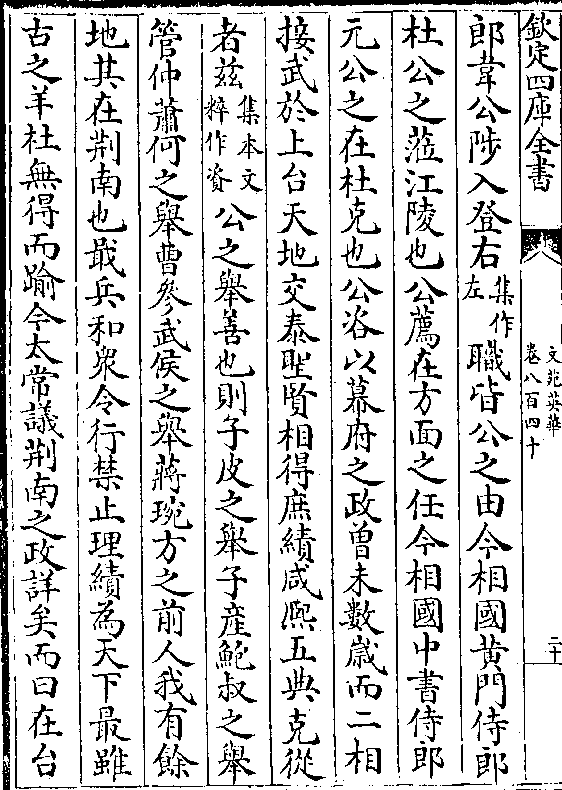 欽定四庫全書
文苑英華
卷八百四十
二十
郎韋公陟入登右集作左職皆公之由今相國黄門侍郎
杜公之蒞江陵也公薦在方面之任今相國中書侍郎
元公之在杜克也公咨以幕府之政曾未數嵗而二相
接武於上台天地交泰聖賢相得庶績咸熈五典克從
者兹集本文粹作資公之舉善也則子皮之舉子產鮑叔之舉
管仲蕭何之舉曹參武侯之舉蔣琬方之前人我有餘
地其在荆南也戢兵和衆令行禁止理績為天下最雖
古之羊杜無得而踰今太常議荆南之政詳矣而曰在台